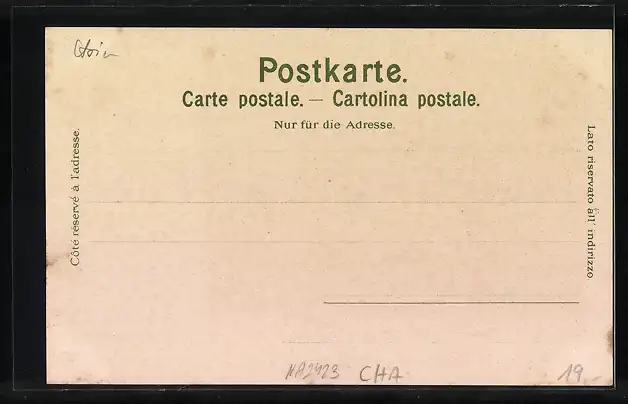 Postkarte.
Carte postale. — Cartolina postale.
Nur für die Adresse.
Côté réservé à l'adresse.
Lato riservato all' indirizzo.
CHA
19.-